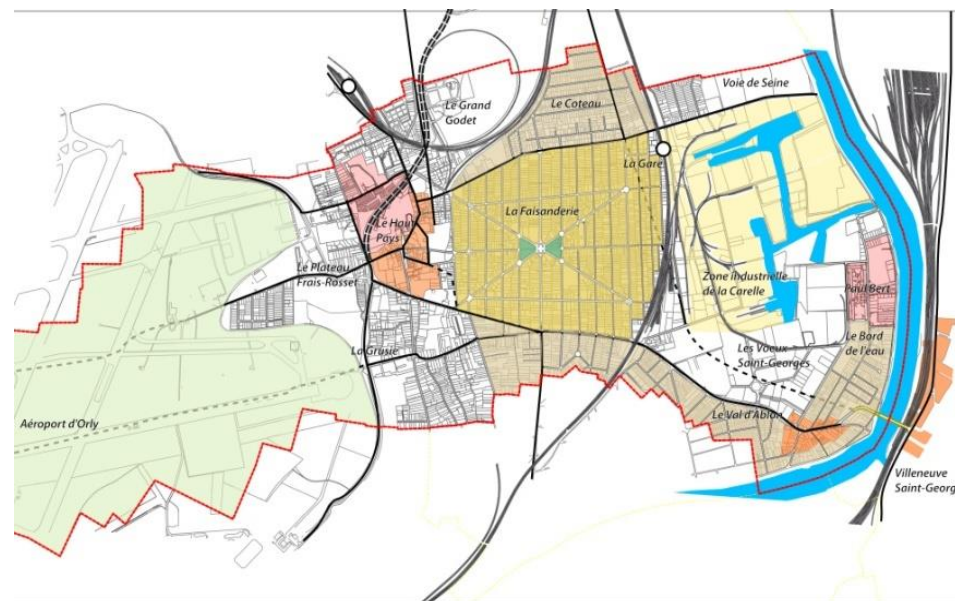 Voie de Seine
Le Grand
Godet
Le Coteau
La Gare
La Faisanderie
Le Haut
Pays
Le Plateau
Frais-Rosset
Zone industrielle
de la Carelle
Paul Bert
Le Bord
de l'eau
La Grusie
Les Voeux
Saint-Georges
Le Val d'Ablon
Aéroport d'Orly
Villeneuve
Saint-Georg